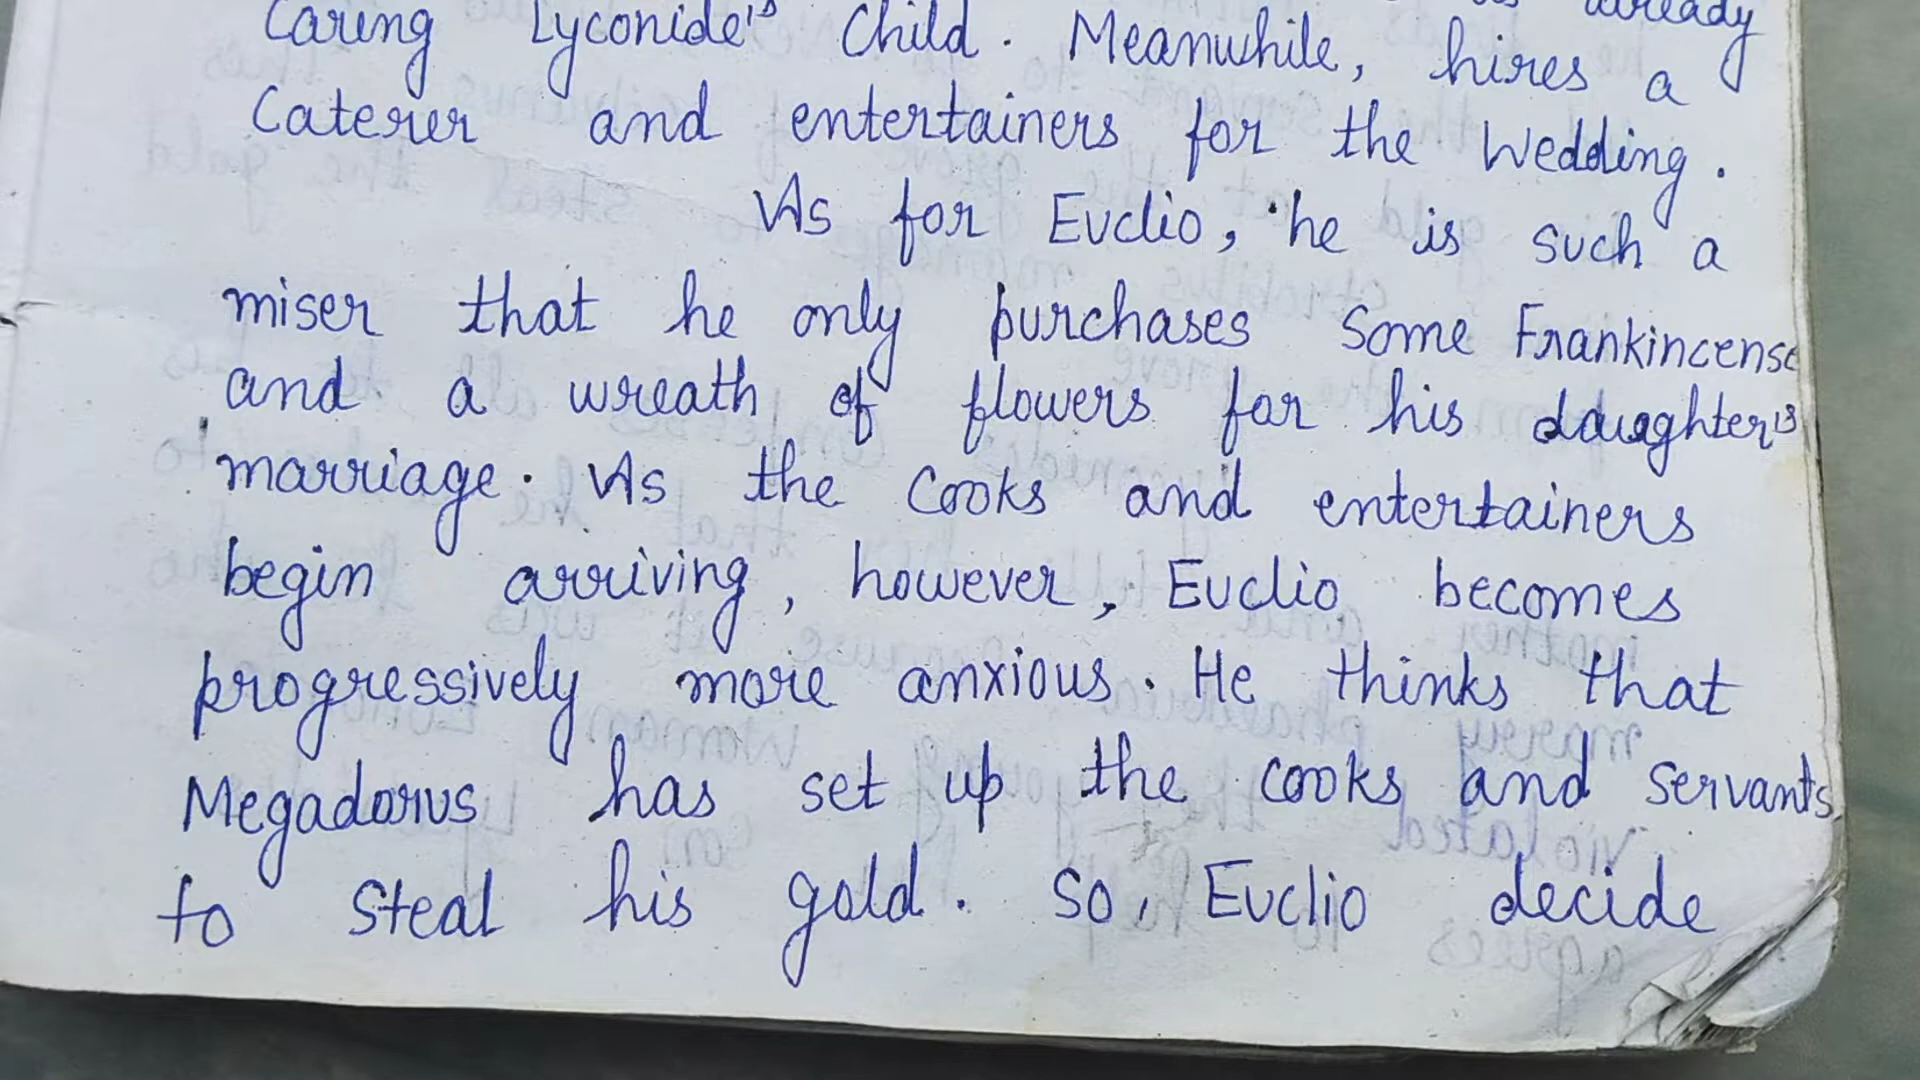 already
Caring Lyconide's Child. Meanwhile, hires a
Caterer and entertainers for the Wedding.
As for Euclio, he is such a
miser that he only purchases Some Frankincense
and a wreath of flowers for his daughter's
marriage. As the Cooks and entertainers
begin arriving, however, Euclio becomes
progressively more anxious. He thinks that
Megadorus has set up the cooks and servants
to steal his gold. So, Euclio decide